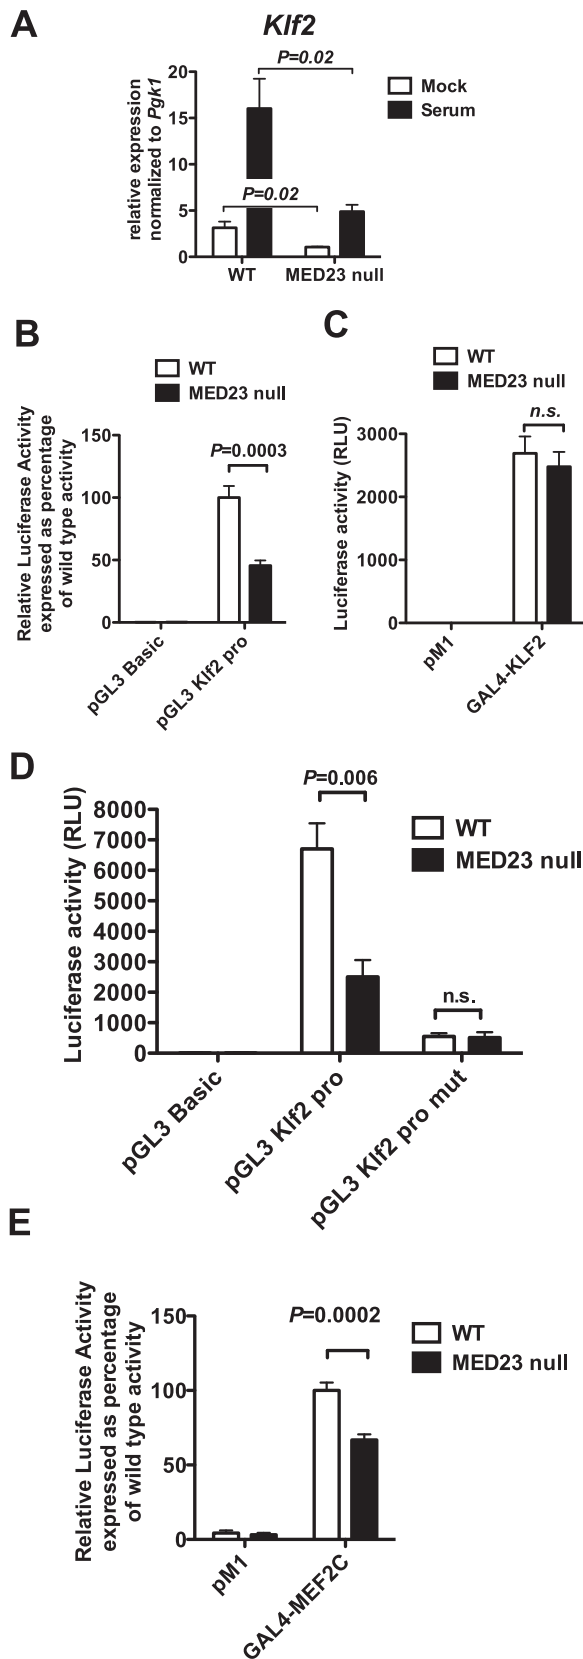 A
Klf2
P=0.02
relative expression
normalized to Pgk1
20
15
10
5
0
P=0.02
WT
MED23 null
Mock
Serum
B
WT
MED23 null
Relative Luciferase Activity
expressed as percentage
of wild type activity
150
100
50
0
P=0.0003
pGL3 Basic
pGL3 Klf2 pro
C
WT
MED23 null
Luciferase activity (RLU)
3000
2000
1000
0
n.s.
pM1
GAL4-KLF2
D
P=0.006
WT
MED23 null
Luciferase activity (RLU)
8000
7000
6000
5000
4000
3000
2000
1000
0
n.s.
pGL3 Basic
pGL3 Klf2 pro
pGL3 Klf2 pro mut
E
P=0.0002
WT
MED23 null
Relative Luciferase Activity
expressed as percentage
of wild type activity
150
100
50
0
pM1
GAL4-MEF2C